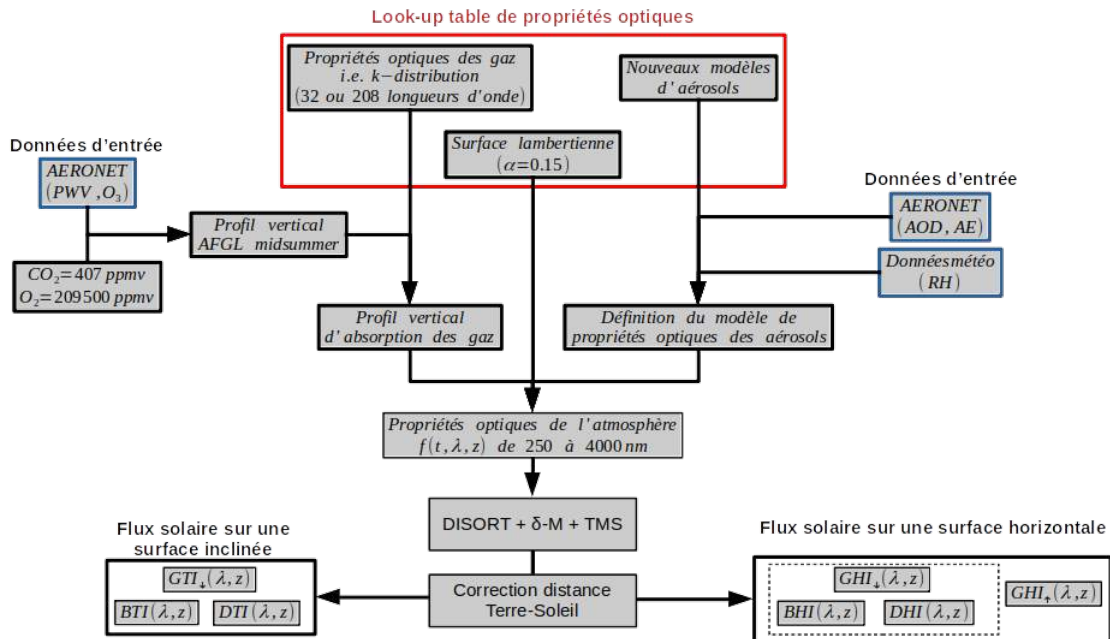 Look-up table de propriétés optiques
Propriétés optiques des gaz
i.e. k−distribution
(32 ou 208 longueurs d'onde)
Nouveaux modèles
d'aérosols
Surface lambertienne
(α=0.15)
Données d'entrée
AERONET
(PWV ,O₃)
Profil vertical
AFGL midsummer
CO₂=407 ppmv
O₂=209500 ppmv
Données d'entrée
AERONET
(AOD , AE)
Données météo
(RH)
Profil vertical
d'absorption des gaz
Définition du modèle de
propriétés optiques des aérosols
Propriétés optiques de l'atmosphère
f(t ,λ , z) de 250 à 4000 nm
DISORT + δ-M + TMS
Correction distance
Terre-Soleil
Flux solaire sur une
surface inclinée
GTI↓(λ, z)
BTI(λ, z) DTI(λ, z)
Flux solaire sur une surface horizontale
GHI↓(λ, z)
BHI(λ, z) DHI(λ, z)
GHI↑(λ, z)